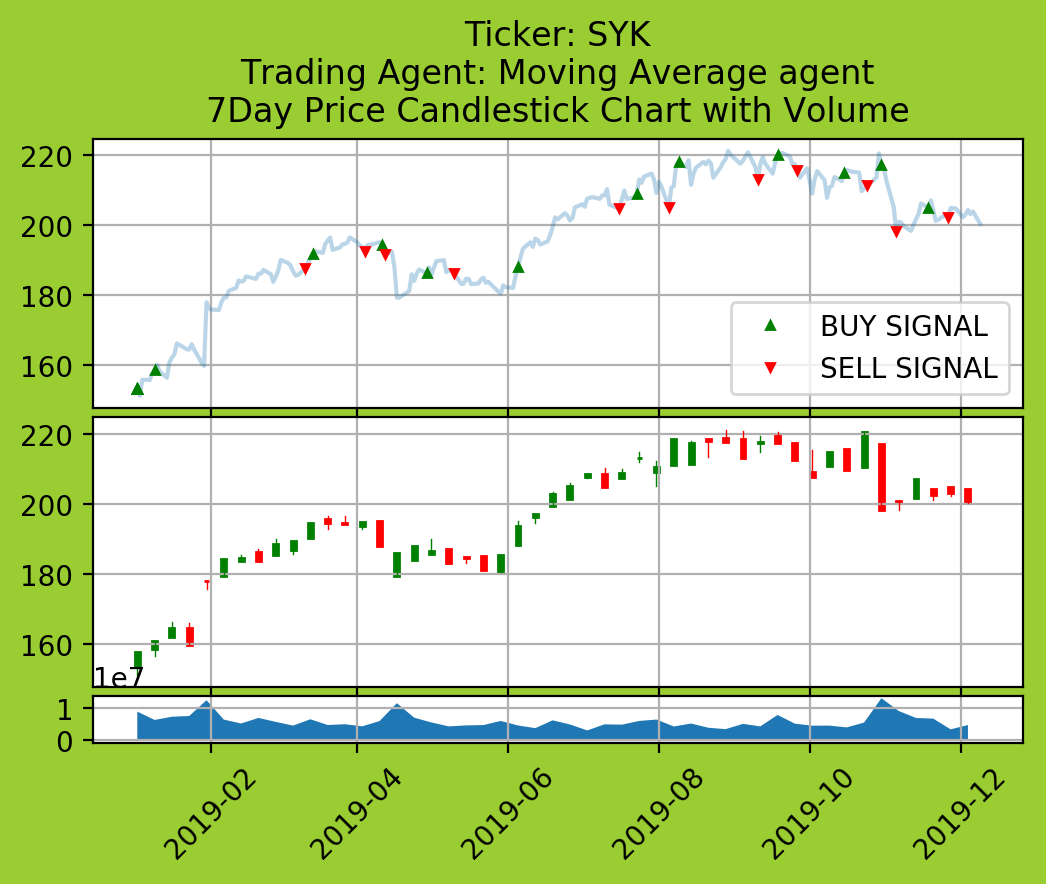 Ticker: SYK
Trading Agent: Moving Average agent
7Day Price Candlestick Chart with Volume
220
200
180
160
BUY SIGNAL
SELL SIGNAL
220
200
180
160
1e7
1
0
2019-02
2019-04
2019-06
2019-08
2019-10
2019-12